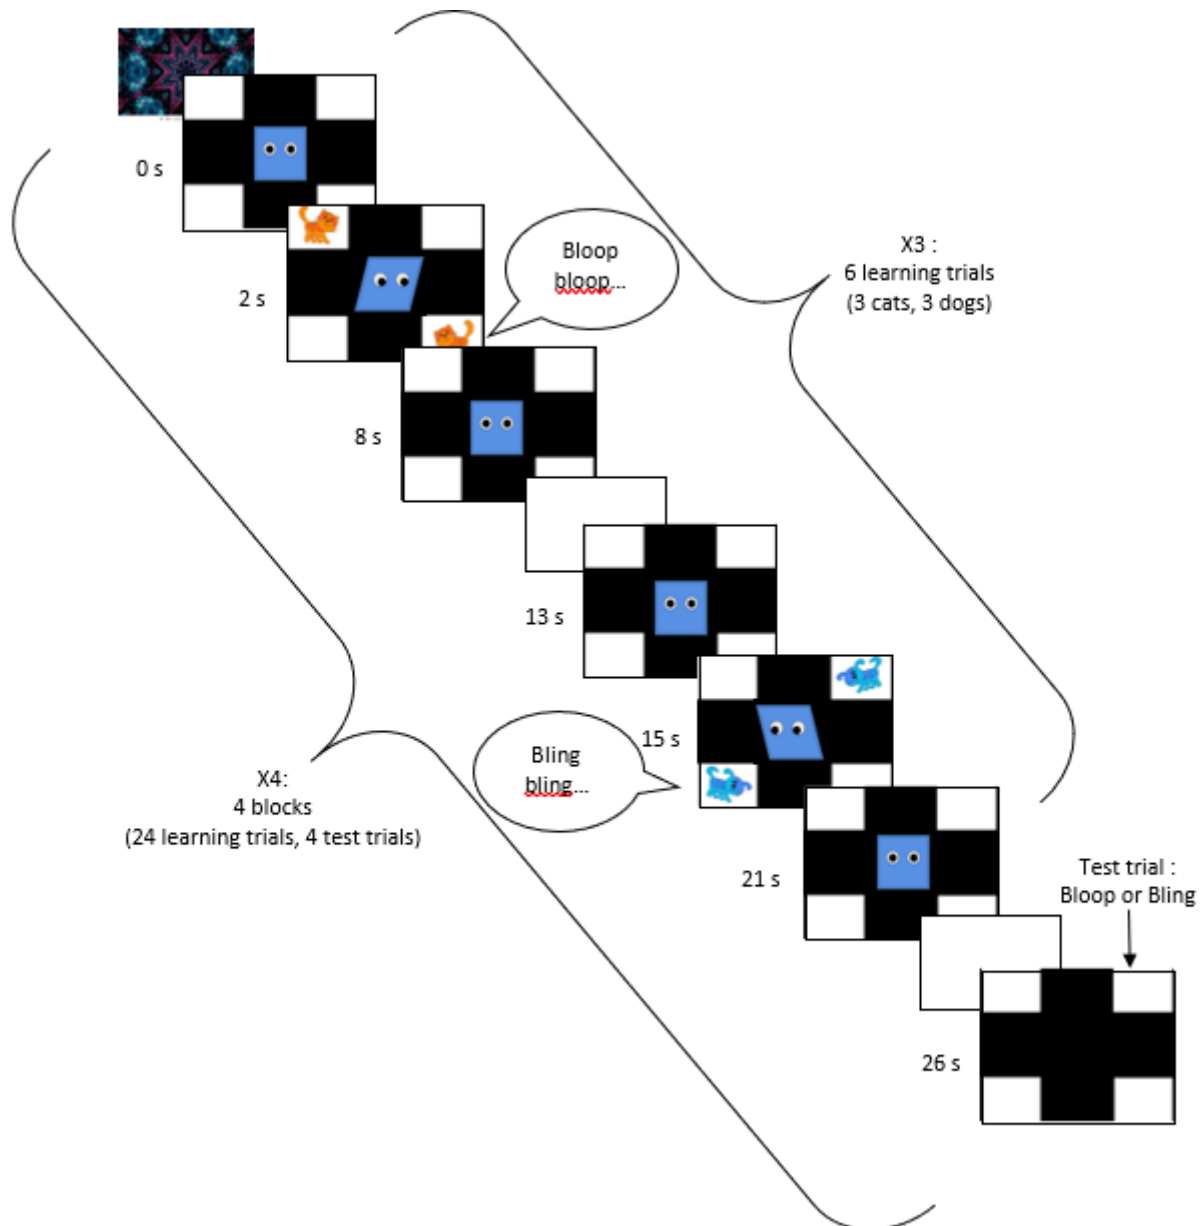 0 s
2 s
Bloop
bloop...
X3 :
6 learning trials
(3 cats, 3 dogs)
8 s
13 s
15 s
Bling
bling...
X4:
4 blocks
(24 learning trials, 4 test trials)
21 s
Test trial :
Bloop or Bling
26 s